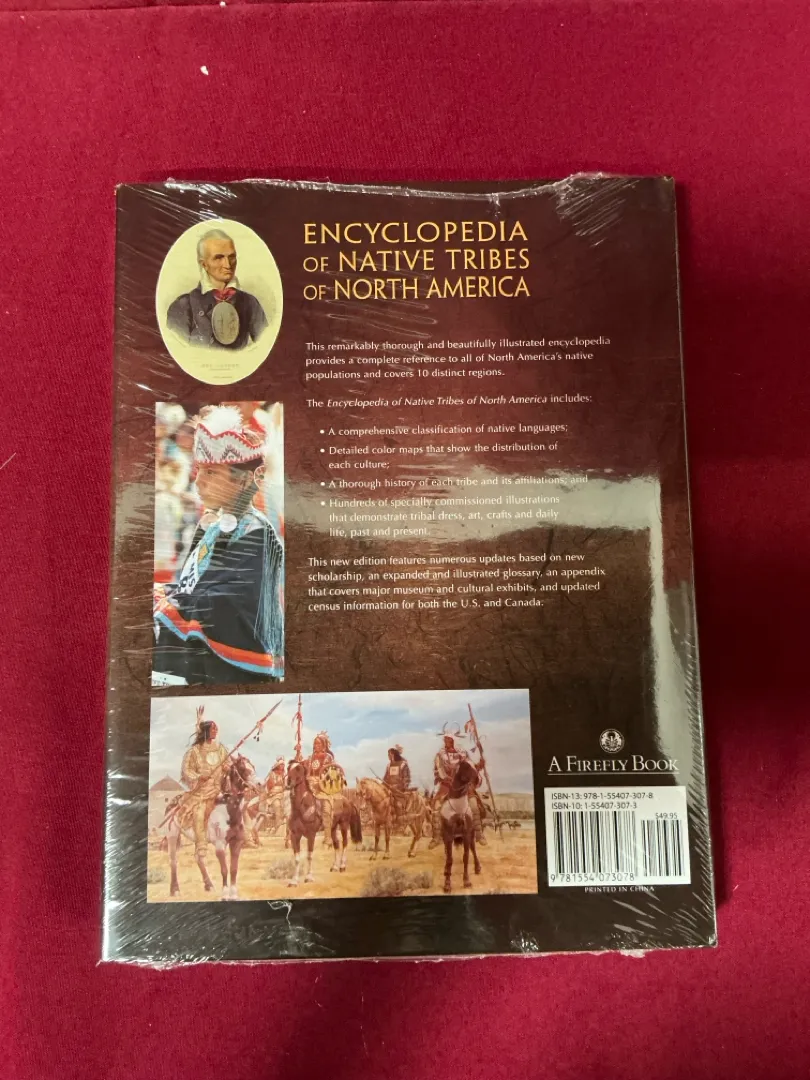 ENCYCLOPEDIA
OF NATIVE TRIBES
OF NORTH AMERICA
This remarkably thorough and beautifully illustrated encyclopedia
provides a complete reference to all of North America's native
populations and covers 10 distinct regions.
The Encyclopedia of Native Tribes of North America includes:
• A comprehensive classification of native languages;
• Detailed color maps that show the distribution of
each culture;
• A thorough history of each tribe and its affiliations; and
• Hundreds of specially commissioned illustrations
that demonstrate tribal dress, art, crafts and daily
life, past and present.
This new edition features numerous updates based on new
scholarship, an expanded and illustrated glossary, an appendix
that covers major museum and cultural exhibits, and updated
census information for both the U.S. and Canada.
A FIREFLY BOOK
ISBN-13: 978-1-55407-307-8
ISBN-10: 1-55407-307-3
$49.95
9 781554 073078
PRINTED IN CHINA